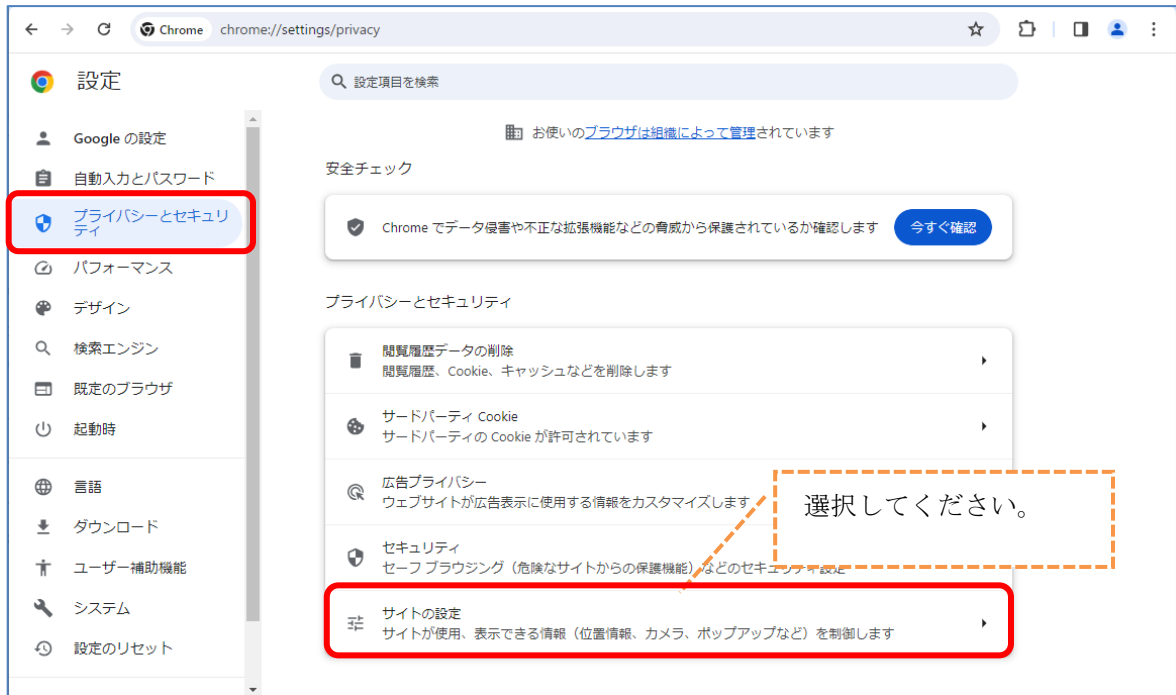 Chrome chrome://settings/privacy
設定
設定項目を検索
Google の設定
自動入力とパスワード
プライバシーとセキュリ
ティ
パフォーマンス
デザイン
検索エンジン
既定のブラウザ
起動時
言語
ダウンロード
ユーザー補助機能
システム
設定のリセット
お使いのブラウザは組織によって管理されています
安全チェック
Chrome でデータ侵害や不正な拡張機能などの脅威から保護されているか確認します
今すぐ確認
プライバシーとセキュリティ
閲覧履歴データの削除
閲覧履歴、Cookie、キャッシュなどを削除します
サードパーティ Cookie
サードパーティの Cookie が許可されています
広告プライバシー
ウェブサイトが広告表示に使用する情報をカスタマイズします
選択してください。
セキュリティ
セーフ ブラウジング（危険なサイトからの保護機能）などのセキュリティ設定
サイトの設定
サイトが使用、表示できる情報（位置情報、カメラ、ポップアップなど）を制御します